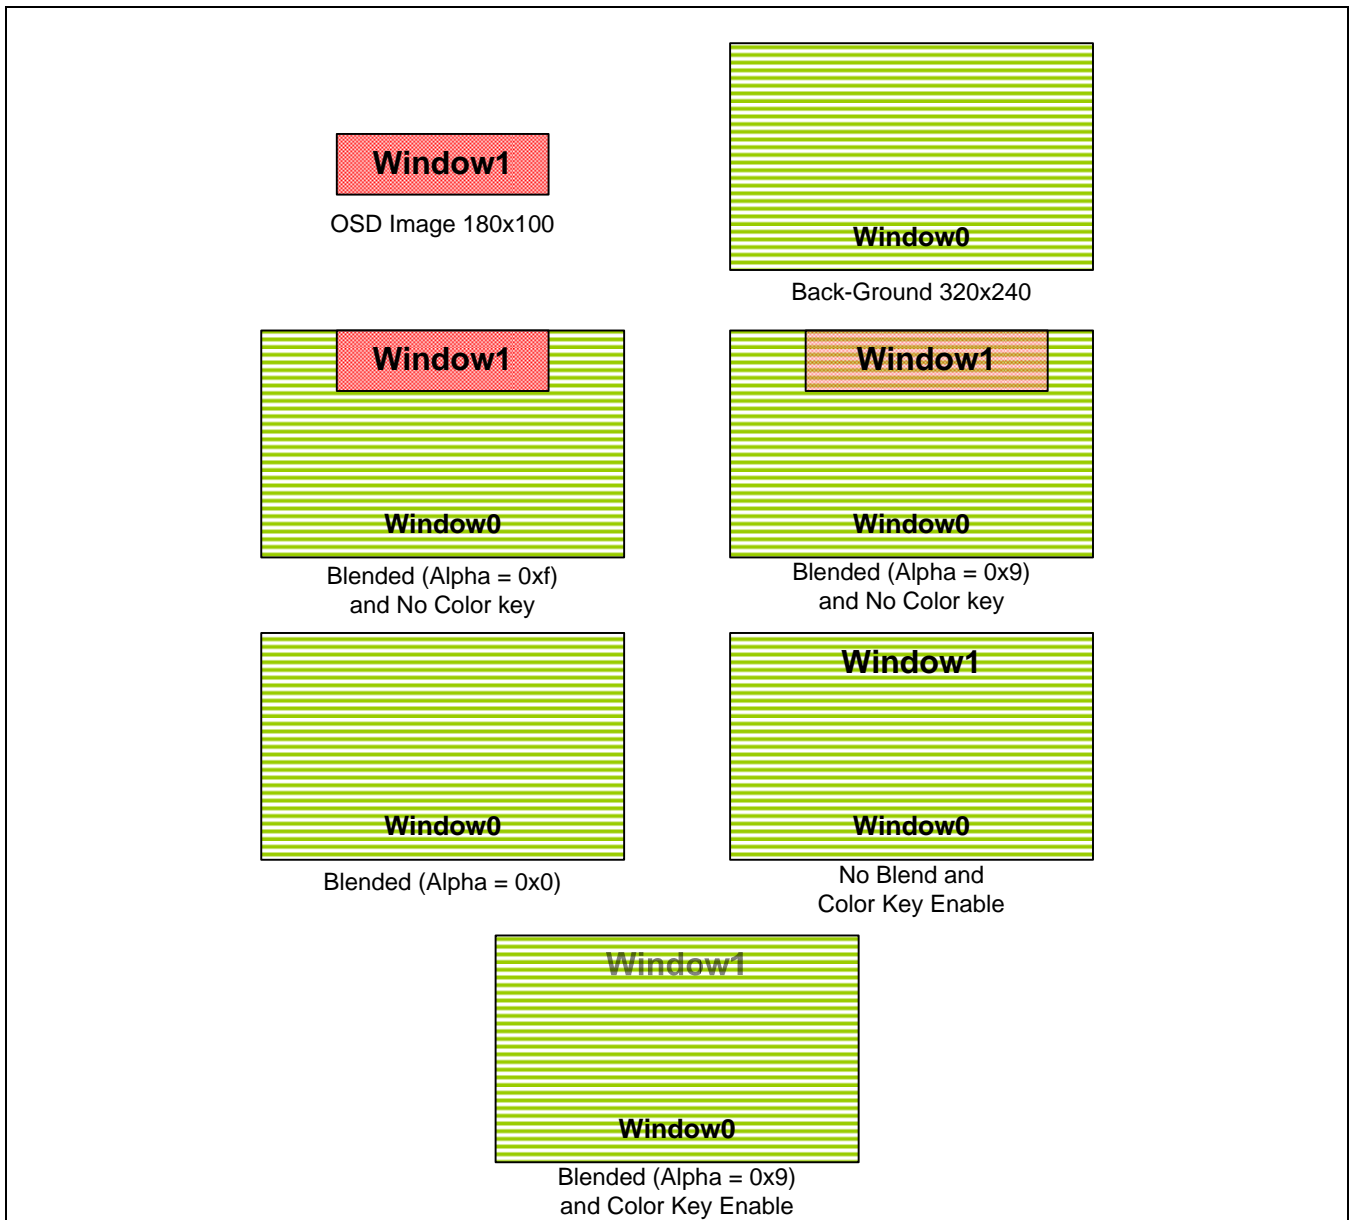 Window1
OSD Image 180x100
Window0
Back-Ground 320x240
Window1
Window0
Blended (Alpha = 0xf)
and No Color key
Window1
Window0
Blended (Alpha = 0x9)
and No Color key
Window0
Blended (Alpha = 0x0)
Window1
Window0
No Blend and
Color Key Enable
Window1
Window0
Blended (Alpha = 0x9)
and Color Key Enable